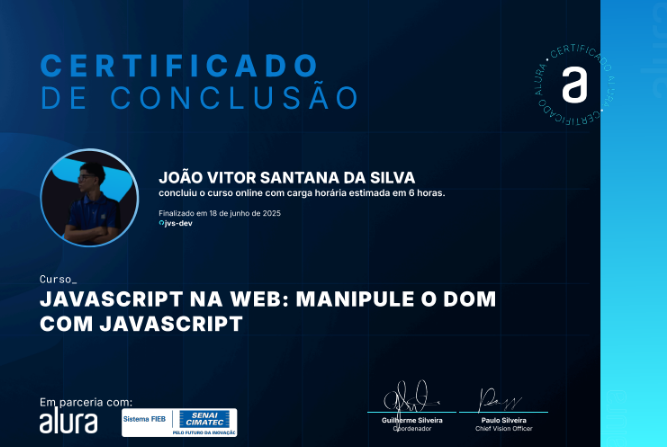 CERTIFICADO
DE CONCLUSÃO
CERTIFICADO ALURA • CERTIFICADO ALURA •
a
JOÃO VITOR SANTANA DA SILVA
concluiu o curso online com carga horária estimada em 6 horas.
Finalizado em 18 de junho de 2025
jvs-dev
Curso_
JAVASCRIPT NA WEB: MANIPULE O DOM
COM JAVASCRIPT
Em parceria com:
alura
Sistema FIEB
SENAI
CIMATEC
PELO FUTURO DA INOVAÇÃO
Guilherme Silveira
Coordenador
Paulo Silveira
Chief Vision Officer
alura